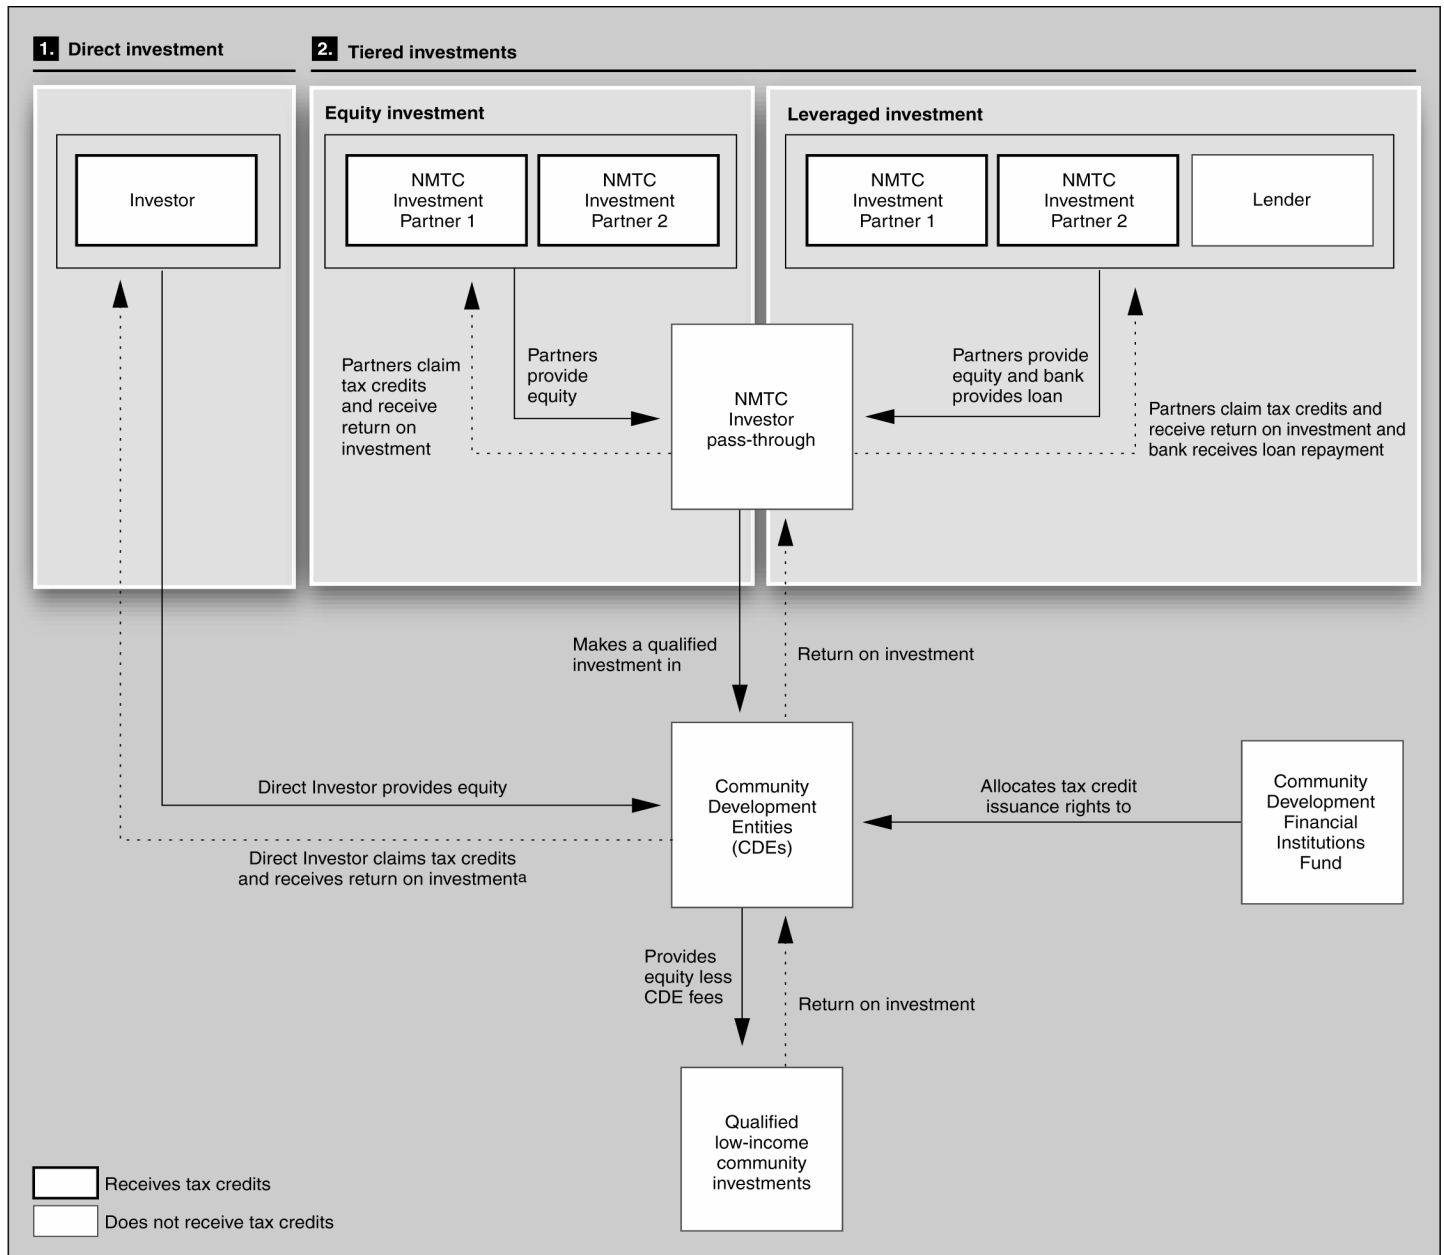 1. Direct investment
2. Tiered investments
Equity investment
Leveraged investment
Investor
NMTC
Investment
Partner 1
NMTC
Investment
Partner 2
NMTC
Investment
Partner 1
NMTC
Investment
Partner 2
Lender
Partners claim
tax credits
and receive
return on
investment
Partners
provide
equity
NMTC
Investor
pass-through
Partners provide
equity and bank
provides loan
Partners claim tax credits and
receive return on investment and
bank receives loan repayment
Makes a qualified
investment in
Return on investment
Direct Investor provides equity
Direct Investor claims tax credits
and receives return on investmentᵃ
Community
Development
Entities
(CDEs)
Allocates tax credit
issuance rights to
Community
Development
Financial
Institutions
Fund
Provides
equity less
CDE fees
Return on investment
Qualified
low-income
community
investments
Receives tax credits
Does not receive tax credits